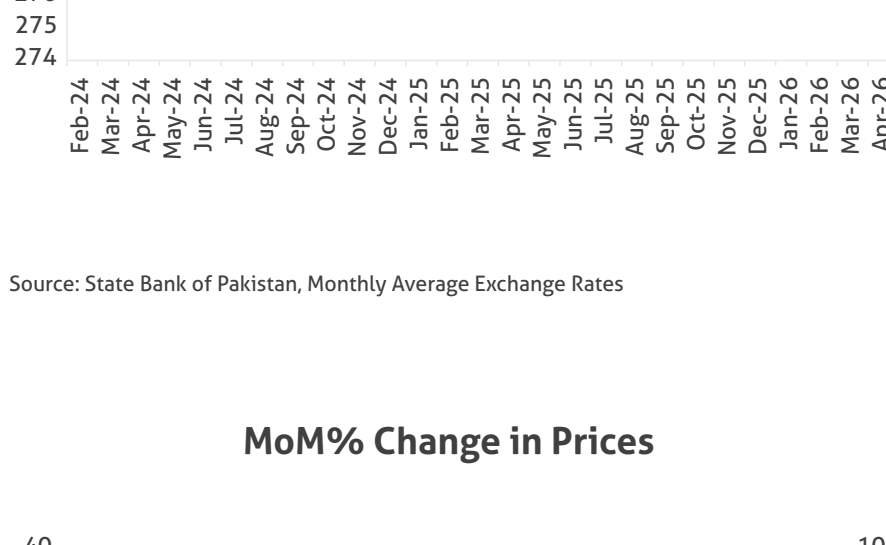 275
274
Feb-24
Mar-24
Apr-24
May-24
Jun-24
Jul-24
Aug-24
Sep-24
Oct-24
Nov-24
Dec-24
Jan-25
Feb-25
Mar-25
Apr-25
May-25
Jun-25
Jul-25
Aug-25
Sep-25
Oct-25
Nov-25
Dec-25
Jan-26
Feb-26
Mar-26
Apr-26
Source: State Bank of Pakistan, Monthly Average Exchange Rates
MoM% Change in Prices